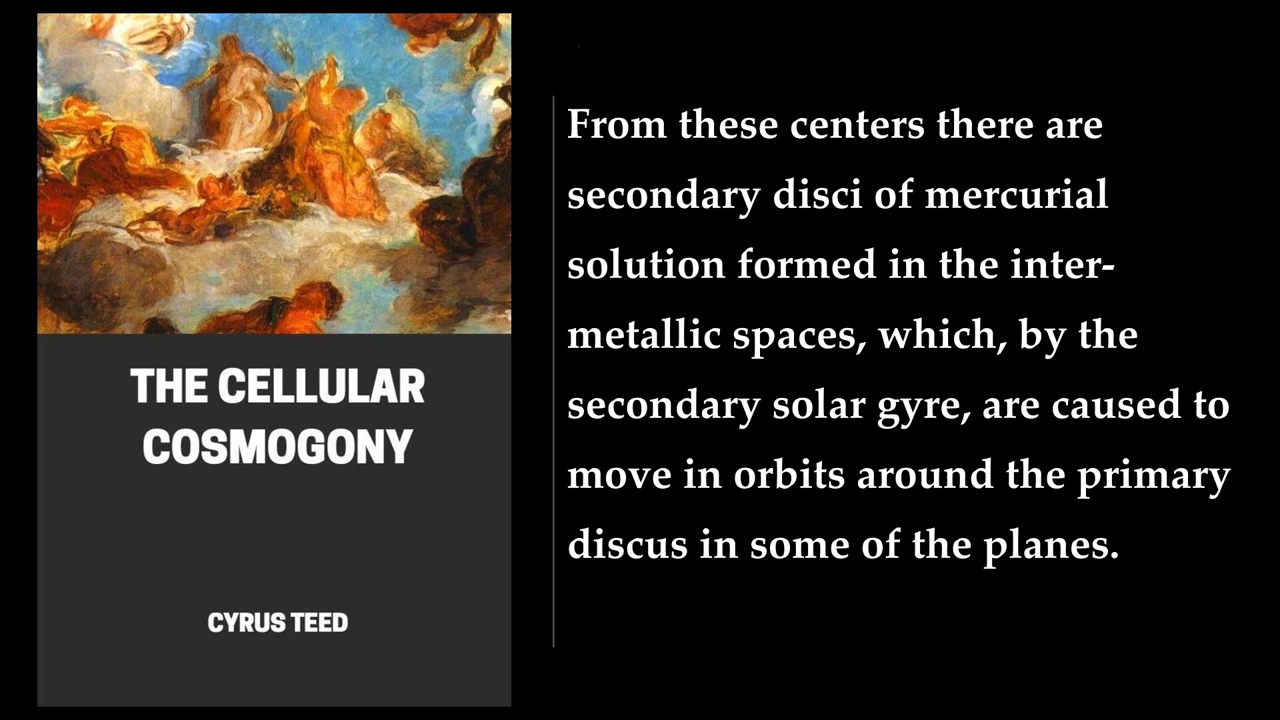 THE CELLULAR
COSMOGONY
CYRUS TEED
From these centers there are
secondary disci of mercurial
solution formed in the inter-
metallic spaces, which, by the
secondary solar gyre, are caused to
move in orbits around the primary
discus in some of the planes.